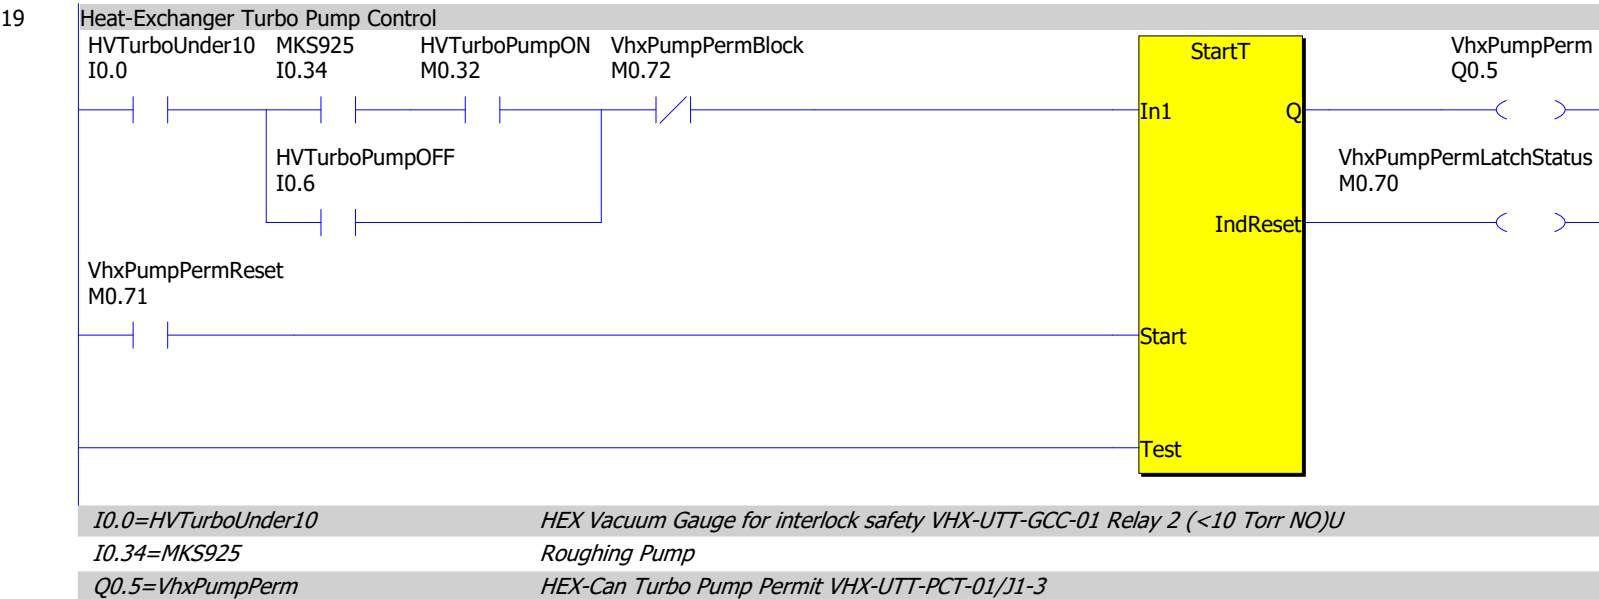 19 Heat-Exchanger Turbo Pump Control
HVTurboUnder10 MKS925 HVTurboPumpON VhxPumpPermBlock StartT VhxPumpPerm
I0.0 I0.34 M0.32 M0.72 Q0.5
In1 Q
HVTurboPumpOFF VhxPumpPermLatchStatus
I0.6 M0.70
IndReset
VhxPumpPermReset
M0.71
Start
Test
I0.0=HVTurboUnder10 HEX Vacuum Gauge for interlock safety VHX-UTT-GCC-01 Relay 2 (<10 Torr NO)U
I0.34=MKS925 Roughing Pump
Q0.5=VhxPumpPerm HEX-Can Turbo Pump Permit VHX-UTT-PCT-01/J1-3